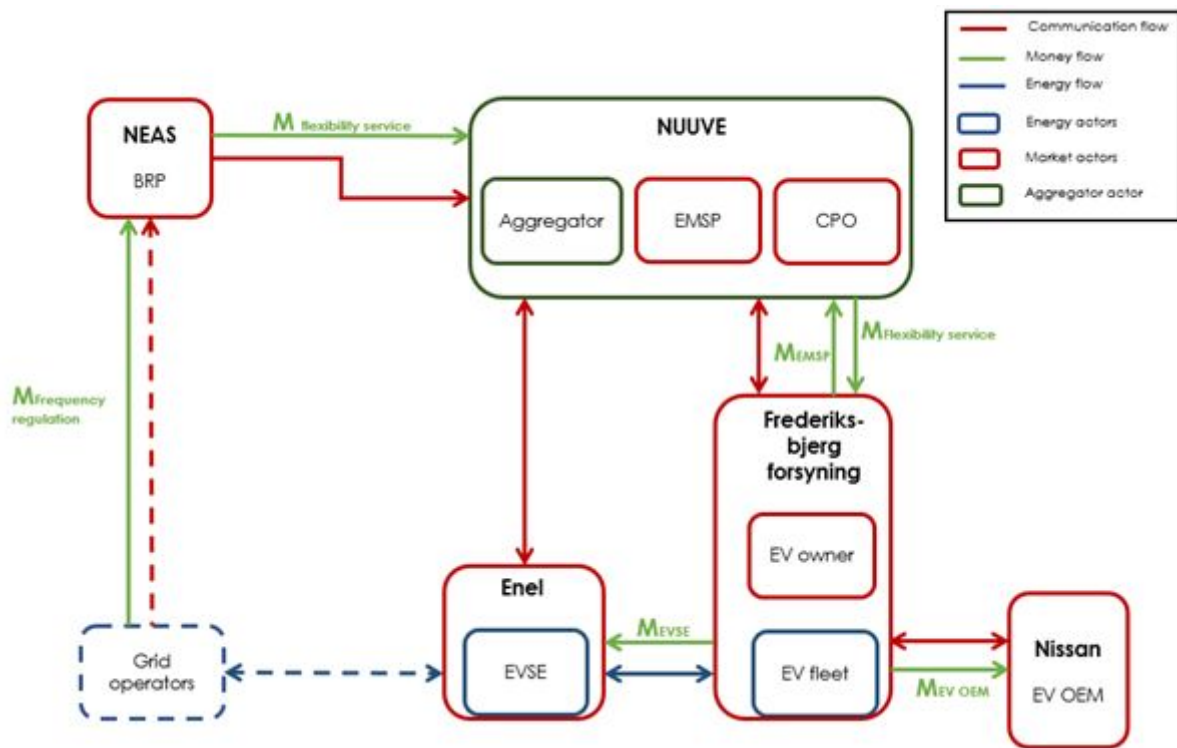 Communication flow
Money flow
Energy flow
Energy actors
Market actors
Aggregator actor
NEAS
BRP
M flexibility service
NUUVE
Aggregator
EMSP
CPO
MFrequency
regulation
MEMSP
MFlexibility service
Frederiks-
bjerg
forsyning
EV owner
EV fleet
Enel
EVSE
MEVSE
Grid
operators
Nissan
EV OEM
MEV OEM